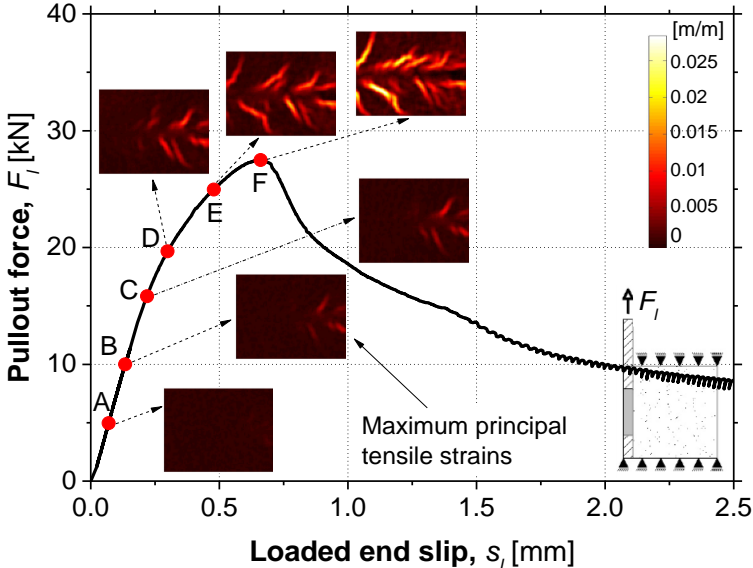 40
30
20
10
0
Pullout force, F_l [kN]
[m/m]
0.025
0.02
0.015
0.01
0.005
0
F
E
D
C
B
A
F_l
Maximum principal
tensile strains
0.0
0.5
1.0
1.5
2.0
2.5
Loaded end slip, s_l [mm]